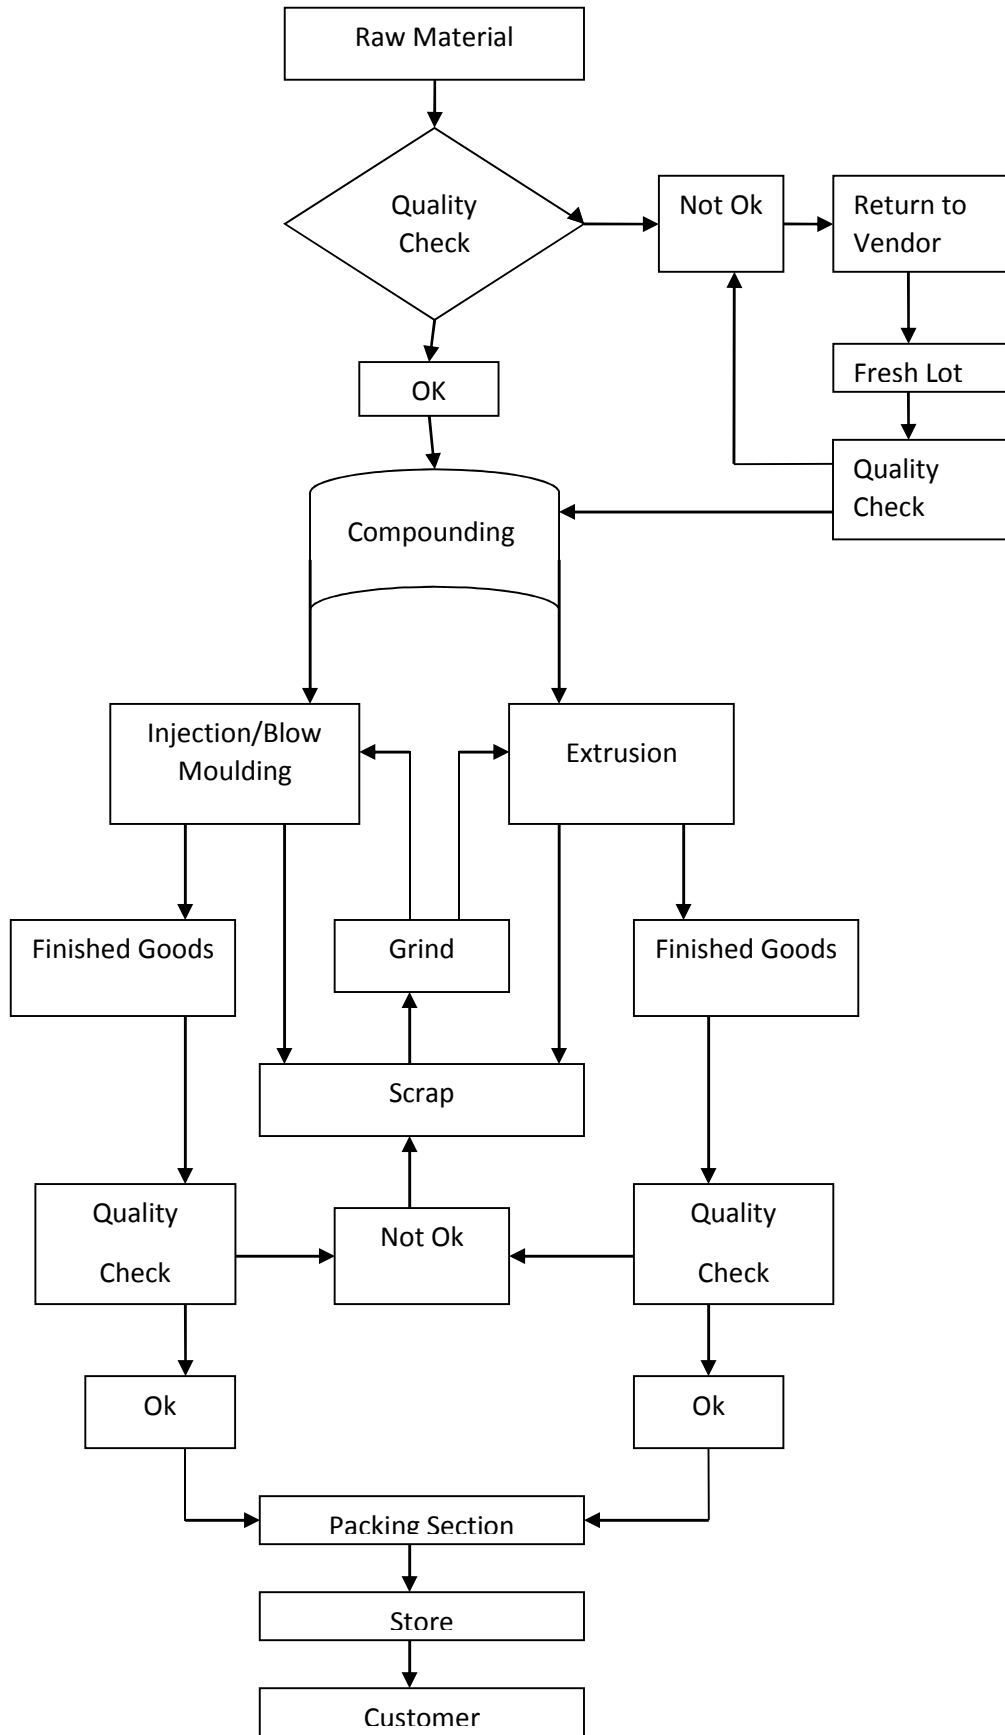 Raw Material
Quality
Check
Not Ok
Return to
Vendor
OK
Fresh Lot
Quality
Check
Compounding
Injection/Blow
Moulding
Extrusion
Finished Goods
Grind
Finished Goods
Scrap
Quality
Check
Not Ok
Quality
Check
Ok
Ok
Packing Section
Store
Customer